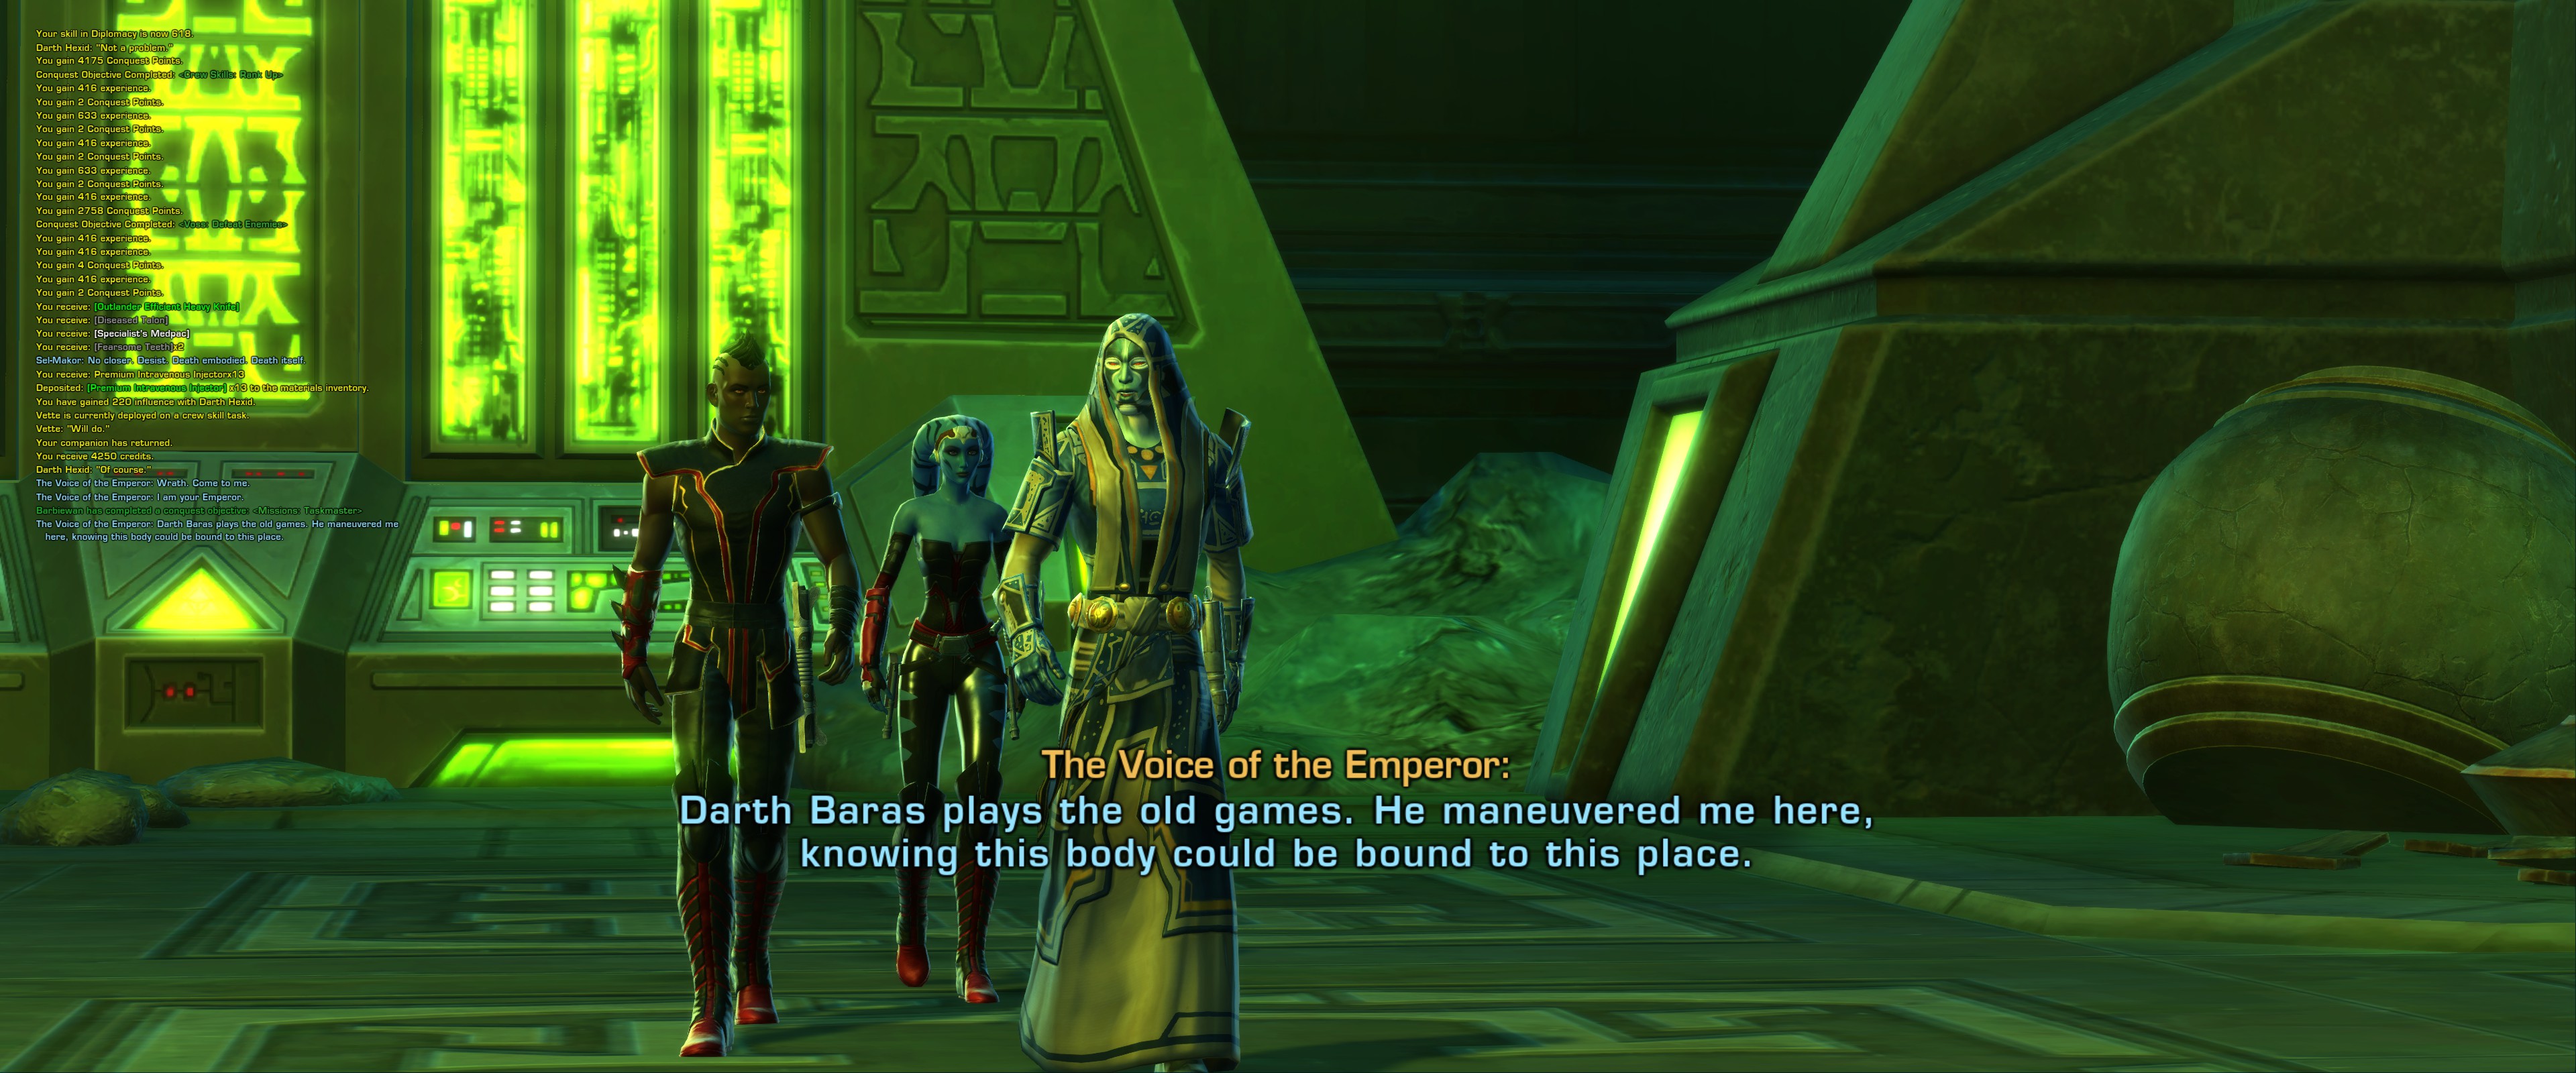 Your skill in Diplomacy is now 618.
Darth Hexid: "Not a problem."
You gain 4175 Conquest Points.
Conquest Objective Completed: <Crew Skills: Rank Up>
You gain 416 experience.
You gain 2 Conquest Points.
You gain 633 experience.
You gain 2 Conquest Points.
You gain 416 experience.
You gain 2 Conquest Points.
You gain 633 experience.
You gain 2 Conquest Points.
You gain 416 experience.
You gain 2758 Conquest Points.
Conquest Objective Completed: <Voss: Defeat Enemies>
You gain 416 experience.
You gain 416 experience.
You gain 4 Conquest Points.
You gain 416 experience.
You gain 2 Conquest Points.
You receive: [Outlander Efficient Heavy Knife]
You receive: [Diseased Talon]
You receive: [Specialist's Medpac]
You receive: [Fearsome Teeth]x2
Sel-Makor: No closer. Desist. Death embodied. Death itself.
You receive: Premium Intravenous Injectorx13
Deposited: [Premium Intravenous Injector] x13 to the materials inventory.
You have gained 220 influence with Darth Hexid.
Vette is currently deployed on a crew skill task.
Vette: "Will do."
Your companion has returned.
You receive 4250 credits.
Darth Hexid: "Of course."
The Voice of the Emperor: Wrath. Come to me.
The Voice of the Emperor: I am your Emperor.
Barbiewan has completed a conquest objective: <Missions: Taskmaster>
The Voice of the Emperor: Darth Baras plays the old games. He maneuvered me
here, knowing this body could be bound to this place.
The Voice of the Emperor:
Darth Baras plays the old games. He maneuvered me here,
knowing this body could be bound to this place.